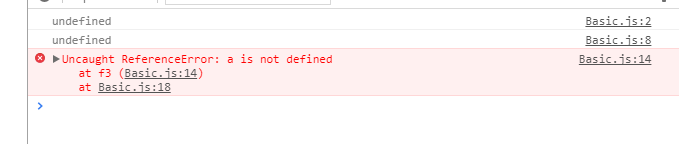 undefined Basic.js:2
undefined Basic.js:8
Uncaught ReferenceError: a is not defined Basic.js:14
at f3 (Basic.js:14)
at Basic.js:18